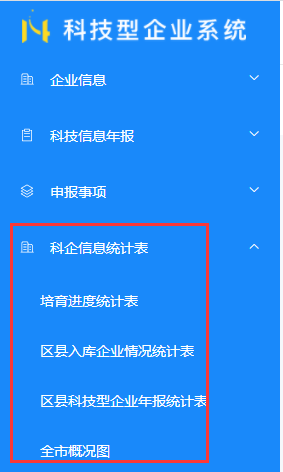 科技型企业系统
企业信息
科技信息年报
申报事项
科企信息统计表
培育进度统计表
区县入库企业情况统计表
区县科技型企业年报统计表
全市概况图